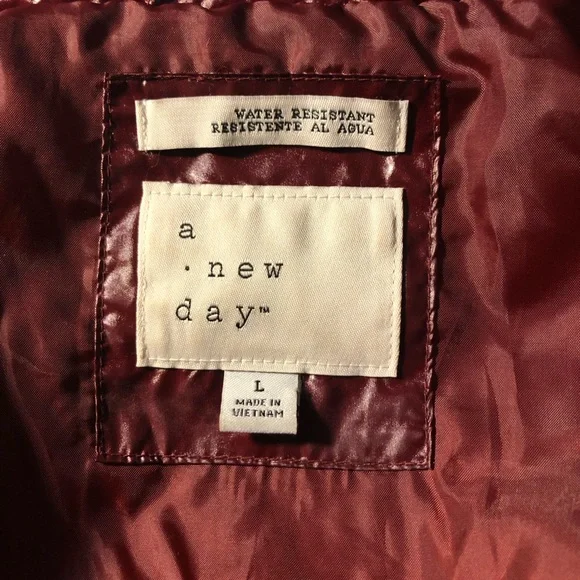 WATER RESISTANT
RESISTENTE AL AGUA
a
· new
day™
L
MADE IN
VIETNAM